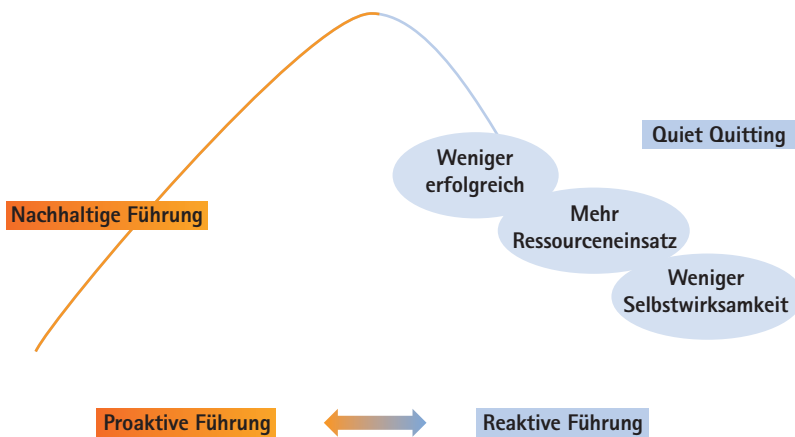 Quiet Quitting
Weniger
erfolgreich
Nachhaltige Führung
Mehr
Ressourceneinsatz
Weniger
Selbstwirksamkeit
Proaktive Führung
Reaktive Führung